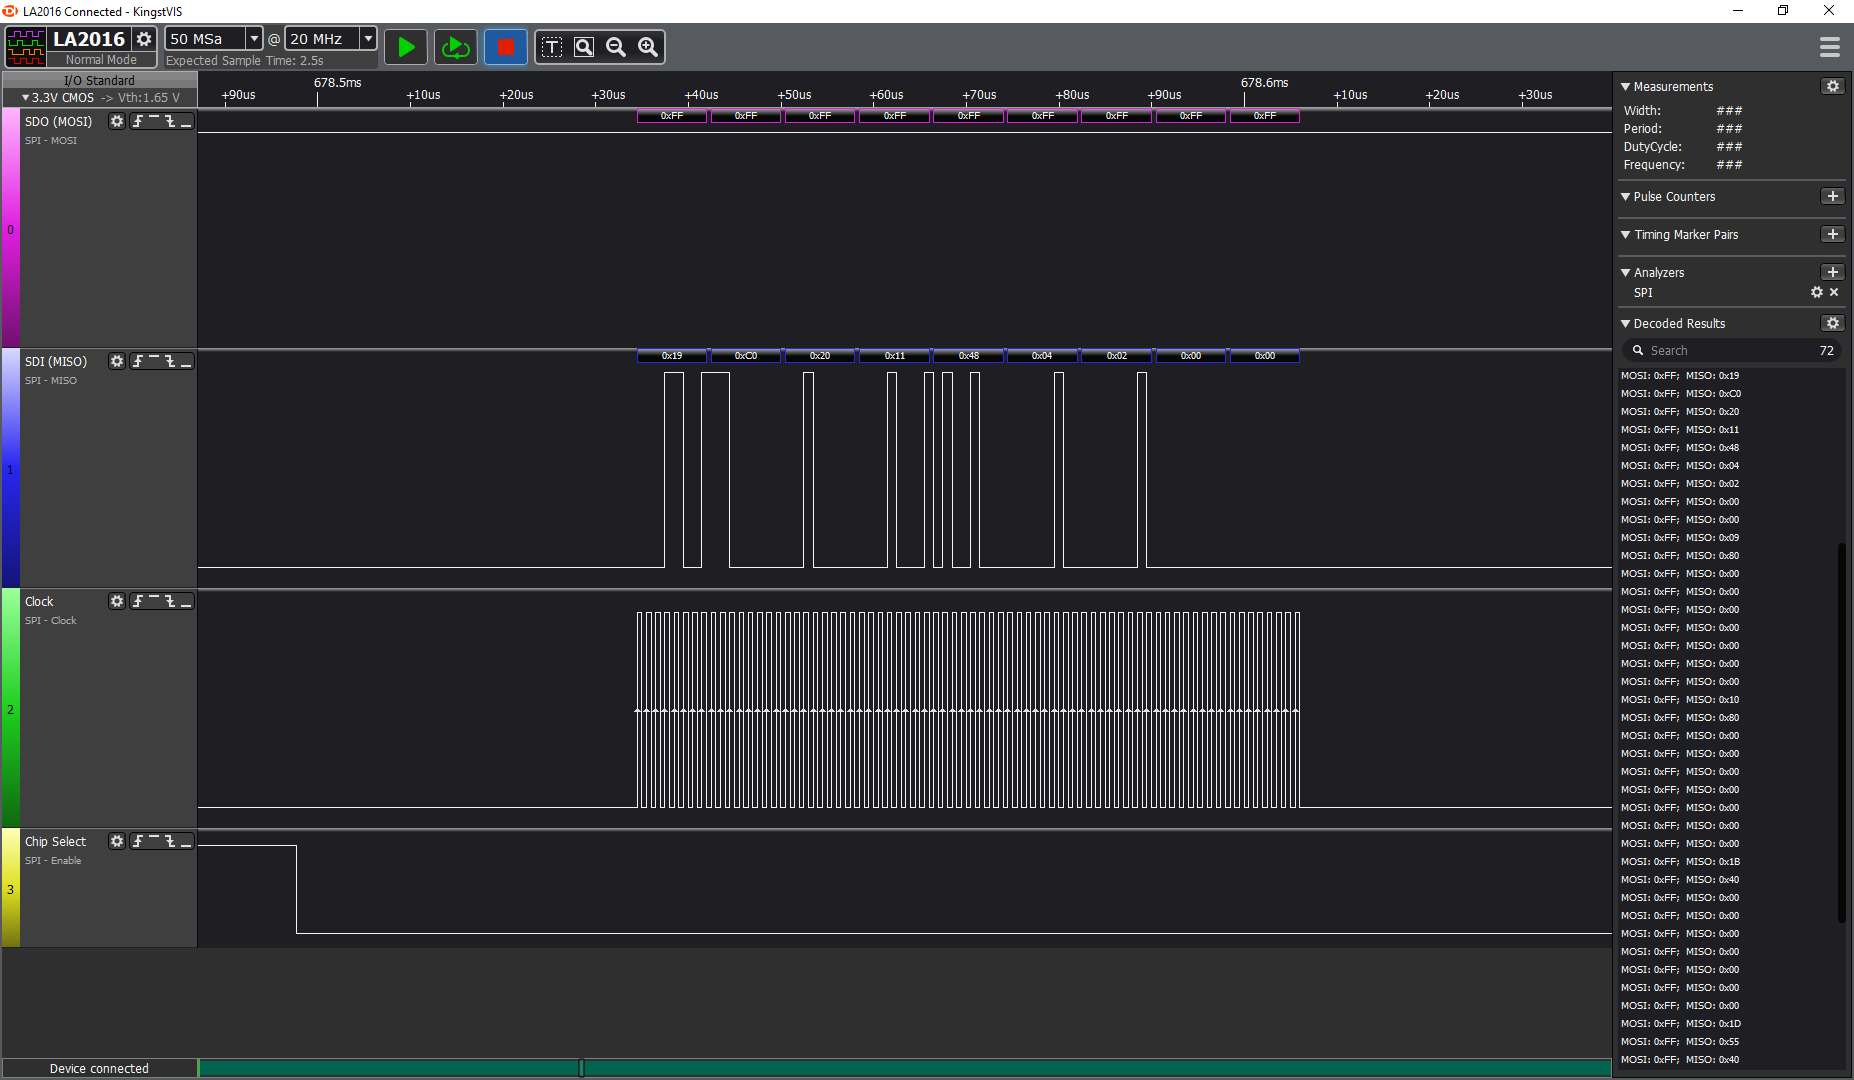 LA2016 Connected - KingstVIS
LA2016
Normal Mode
50 MSa @ 20 MHz
Expected Sample Time: 2.5s
T
I/O Standard
3.3V CMOS -> Vth:1.65 V
678.5ms 678.6ms
+90us +10us +20us +30us +40us +50us +60us +70us +80us +90us +10us +20us +30us
SDO (MOSI)
SPI - MOSI
0
0xFF 0xFF 0xFF 0xFF 0xFF 0xFF 0xFF 0xFF 0xFF
SDI (MISO)
SPI - MISO
1
0x19 0xC0 0x20 0x11 0x48 0x04 0x02 0x00 0x00
Clock
SPI - Clock
2
Chip Select
SPI - Enable
3
Device connected
Measurements
Width: ###
Period: ###
DutyCycle: ###
Frequency: ###
Pulse Counters
Timing Marker Pairs
Analyzers
SPI
Decoded Results
Search 72
MOSI: 0xFF; MISO: 0x19
MOSI: 0xFF; MISO: 0xC0
MOSI: 0xFF; MISO: 0x20
MOSI: 0xFF; MISO: 0x11
MOSI: 0xFF; MISO: 0x48
MOSI: 0xFF; MISO: 0x04
MOSI: 0xFF; MISO: 0x02
MOSI: 0xFF; MISO: 0x00
MOSI: 0xFF; MISO: 0x00
MOSI: 0xFF; MISO: 0x09
MOSI: 0xFF; MISO: 0x80
MOSI: 0xFF; MISO: 0x00
MOSI: 0xFF; MISO: 0x00
MOSI: 0xFF; MISO: 0x00
MOSI: 0xFF; MISO: 0x00
MOSI: 0xFF; MISO: 0x00
MOSI: 0xFF; MISO: 0x00
MOSI: 0xFF; MISO: 0x00
MOSI: 0xFF; MISO: 0x10
MOSI: 0xFF; MISO: 0x80
MOSI: 0xFF; MISO: 0x00
MOSI: 0xFF; MISO: 0x00
MOSI: 0xFF; MISO: 0x00
MOSI: 0xFF; MISO: 0x00
MOSI: 0xFF; MISO: 0x00
MOSI: 0xFF; MISO: 0x00
MOSI: 0xFF; MISO: 0x00
MOSI: 0xFF; MISO: 0x1B
MOSI: 0xFF; MISO: 0x40
MOSI: 0xFF; MISO: 0x00
MOSI: 0xFF; MISO: 0x00
MOSI: 0xFF; MISO: 0x00
MOSI: 0xFF; MISO: 0x00
MOSI: 0xFF; MISO: 0x00
MOSI: 0xFF; MISO: 0x00
MOSI: 0xFF; MISO: 0x00
MOSI: 0xFF; MISO: 0x1D
MOSI: 0xFF; MISO: 0x55
MOSI: 0xFF; MISO: 0x40